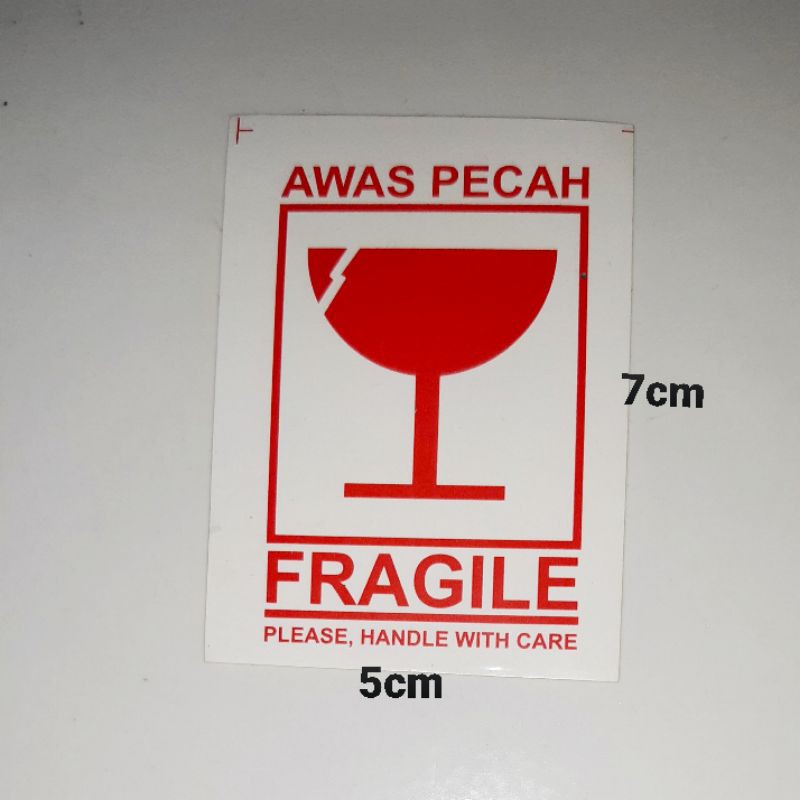 AWAS PECAH
7cm
FRAGILE
PLEASE, HANDLE WITH CARE
5cm